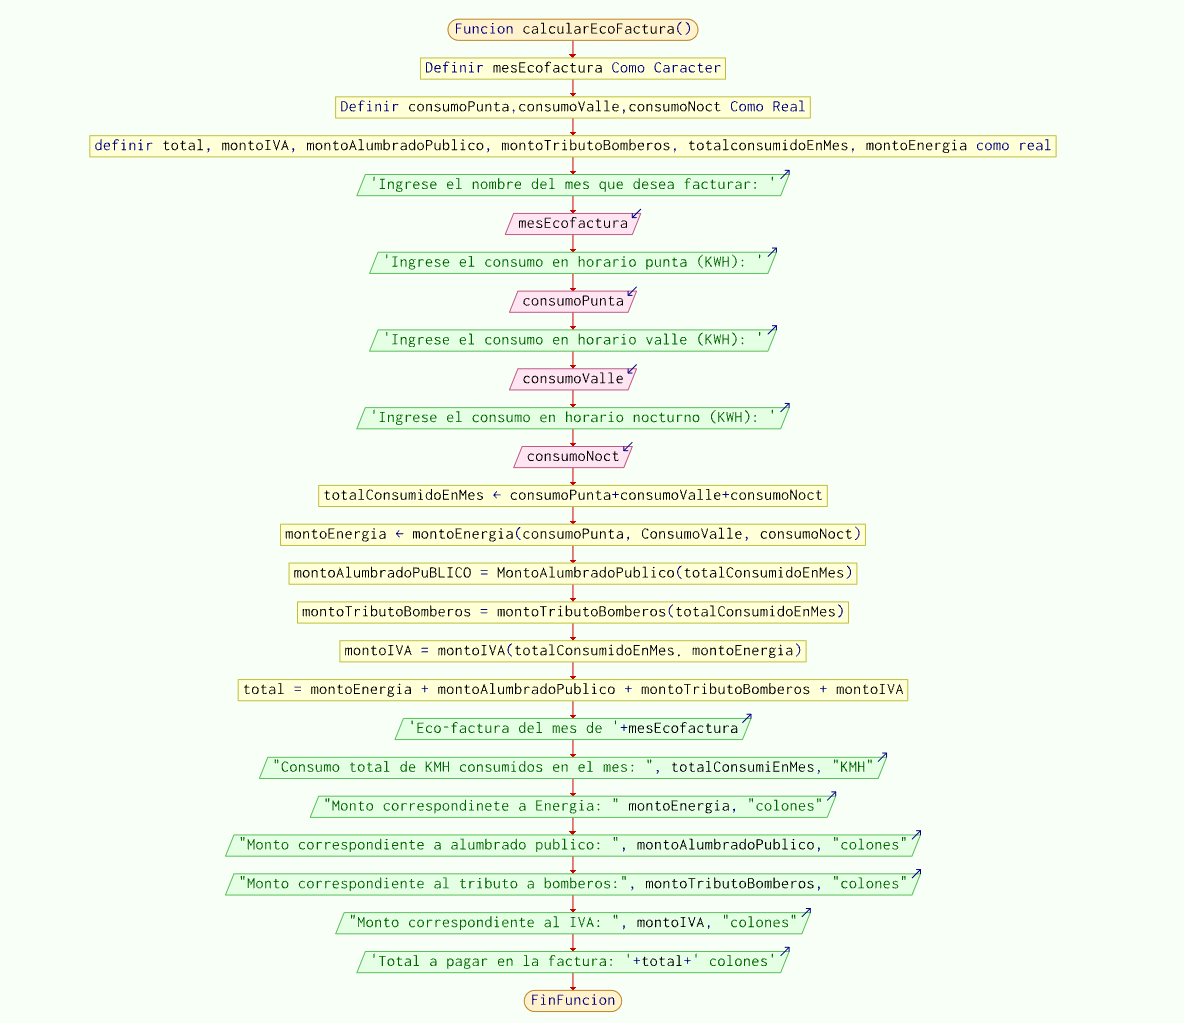 Funcion calcularEcoFactura()
Definir mesEcofactura Como Caracter
Definir consumoPunta,consumoValle,consumoNoct Como Real
definir total, montoIVA, montoAlumbradoPublico, montoTributoBomberos, totalconsumidoEnMes, montoEnergia como real
'Ingrese el nombre del mes que desea facturar: '
mesEcofactura
'Ingrese el consumo en horario punta (KWH): '
consumoPunta
'Ingrese el consumo en horario valle (KWH): '
consumoValle
'Ingrese el consumo en horario nocturno (KWH): '
consumoNoct
totalConsumidoEnMes ← consumoPunta+consumoValle+consumoNoct
montoEnergia ← montoEnergia(consumoPunta, ConsumoValle, consumoNoct)
montoAlumbradoPuBLICO = MontoAlumbradoPublico(totalConsumidoEnMes)
montoTributoBomberos = montoTributoBomberos(totalConsumidoEnMes)
montoIVA = montoIVA(totalConsumidoEnMes. montoEnergia)
total = montoEnergia + montoAlumbradoPublico + montoTributoBomberos + montoIVA
'Eco-factura del mes de '+mesEcofactura
"Consumo total de KMH consumidos en el mes: ", totalConsumiEnMes, "KMH"
"Monto correspondinete a Energia: " montoEnergia, "colones"
"Monto correspondiente a alumbrado publico: ", montoAlumbradoPublico, "colones"
"Monto correspondiente al tributo a bomberos:", montoTributoBomberos, "colones"
"Monto correspondiente al IVA: ", montoIVA, "colones"
'Total a pagar en la factura: '+total+' colones'
FinFuncion